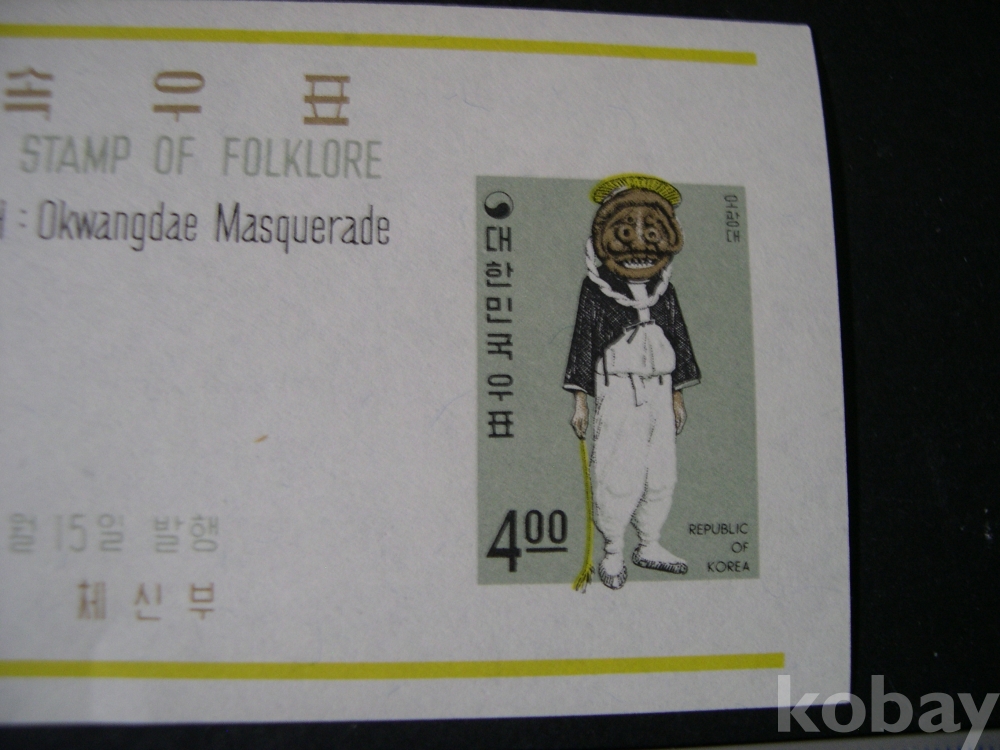 속 우 표
STAMP OF FOLKLORE
: Okwangdae Masquerade
대한민국우표
오광대
4 00
REPUBLIC
OF
KOREA
월 15일 발행
체신부
kobay